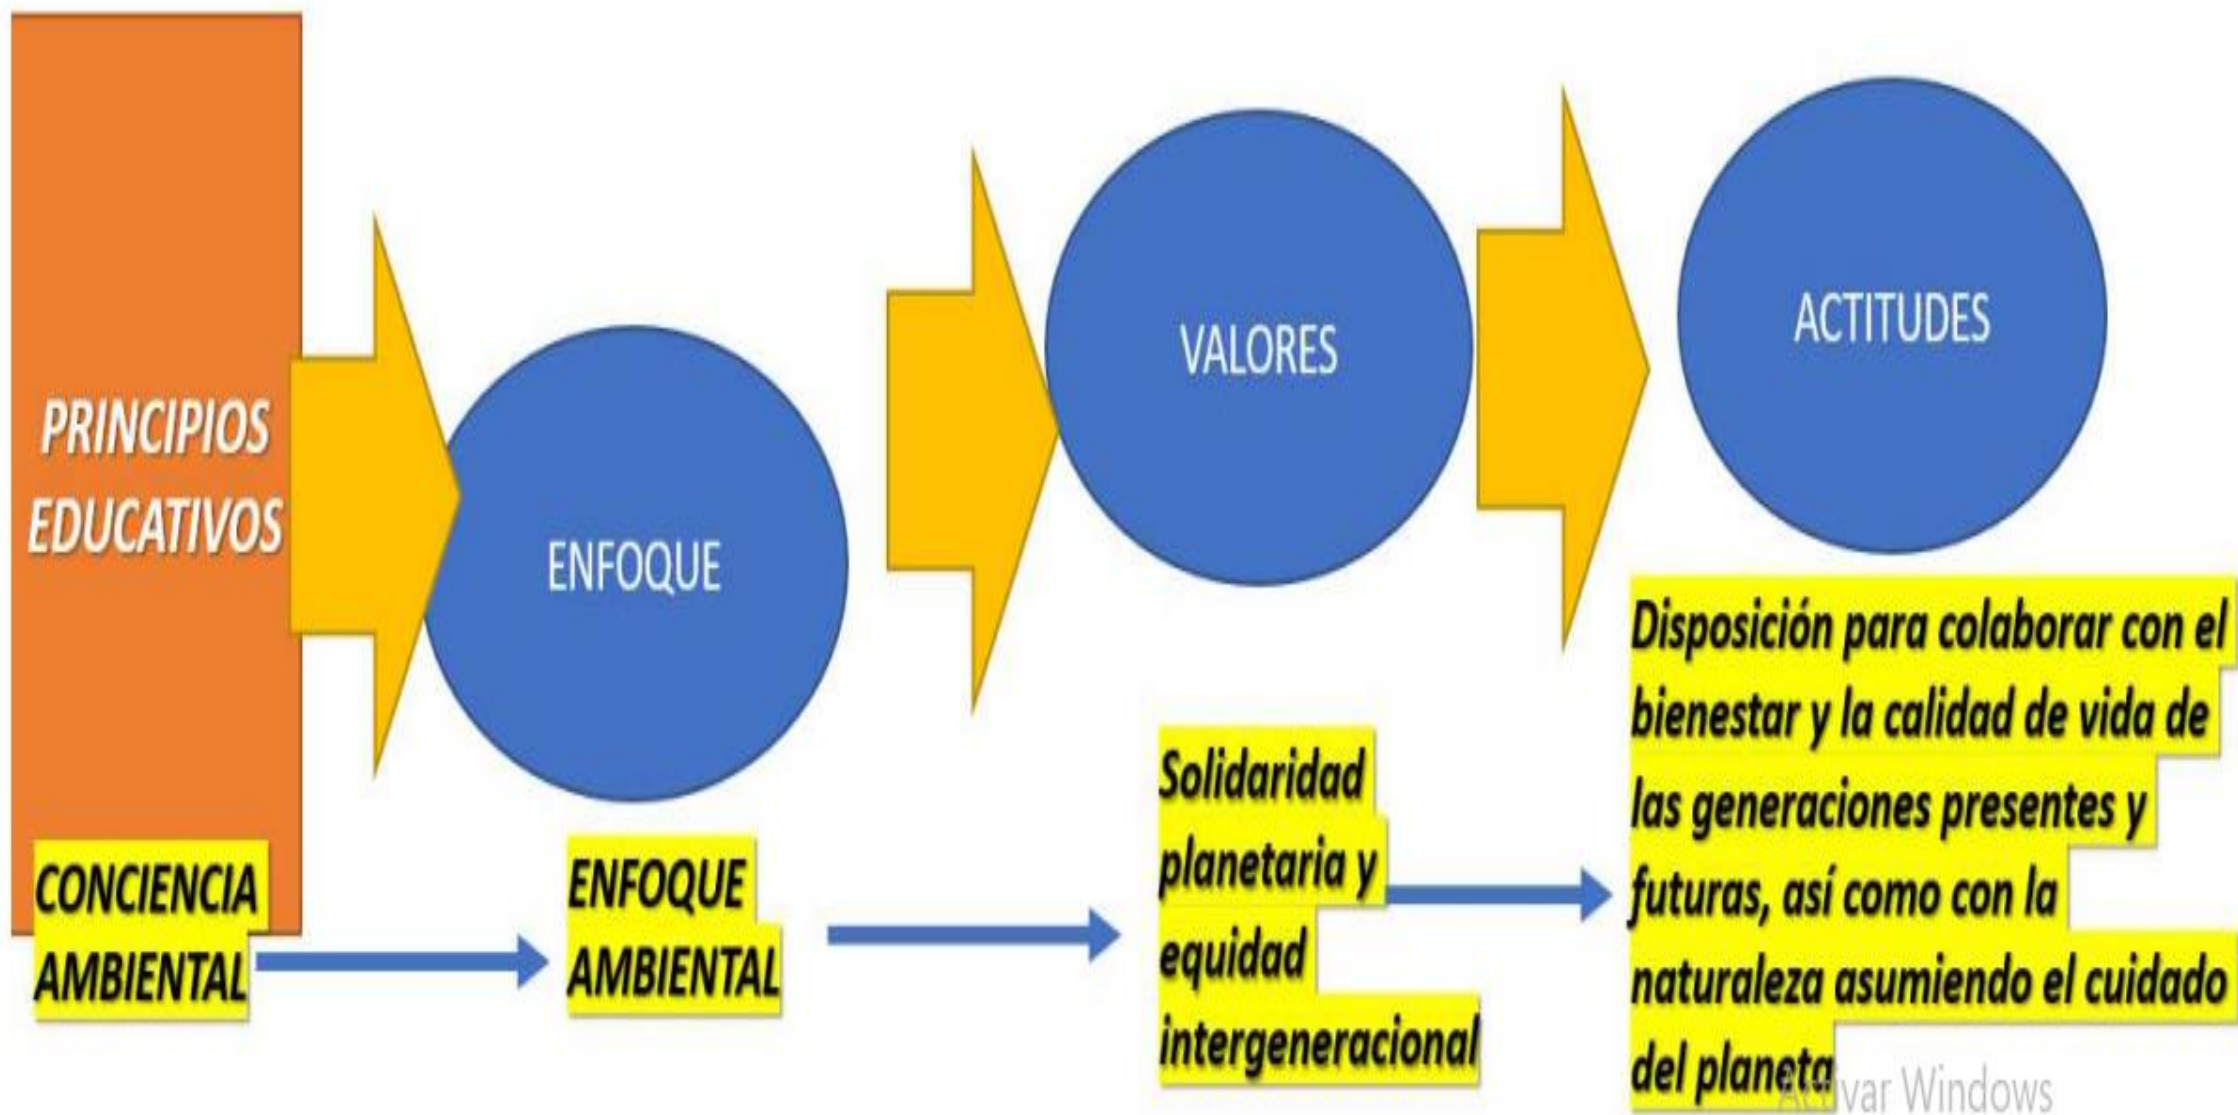 PRINCIPIOS
EDUCATIVOS
ENFOQUE
VALORES
ACTITUDES
CONCIENCIA
AMBIENTAL
ENFOQUE
AMBIENTAL
Solidaridad
planetaria y
equidad
intergeneracional
Disposición para colaborar con el
bienestar y la calidad de vida de
las generaciones presentes y
futuras, así como con la
naturaleza asumiendo el cuidado
del planeta
Activar Windows